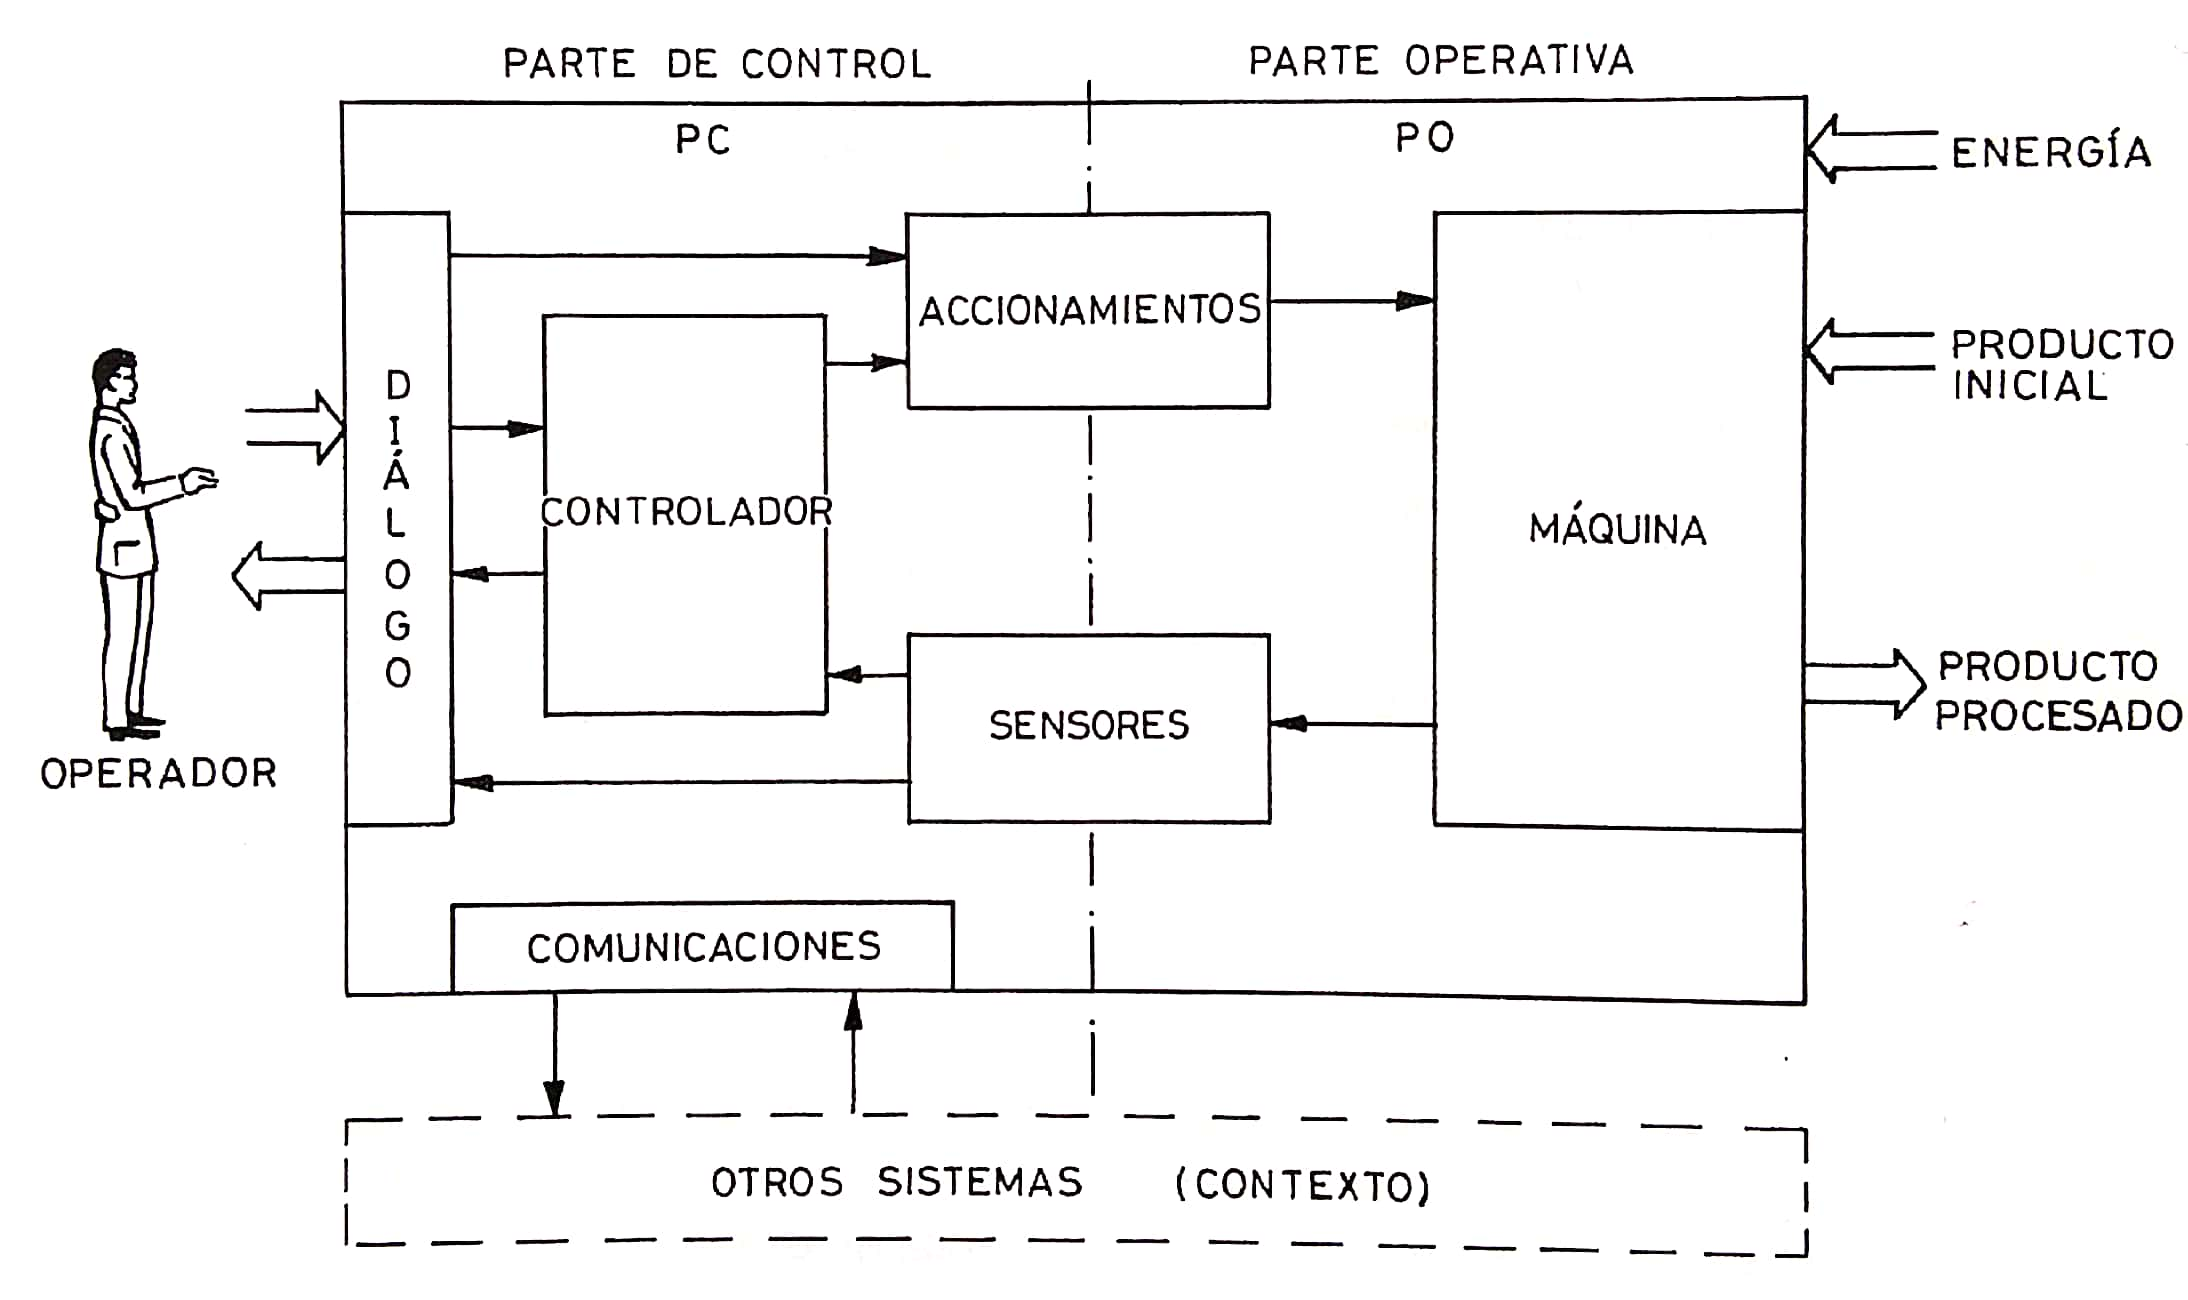 PARTE DE CONTROL
PARTE OPERATIVA
PC
PO
ENERGÍA
ACCIONAMIENTOS
PRODUCTO
INICIAL
DIÁLOGO
CONTROLADOR
MÁQUINA
PRODUCTO
PROCESADO
SENSORES
OPERADOR
COMUNICACIONES
OTROS SISTEMAS (CONTEXTO)